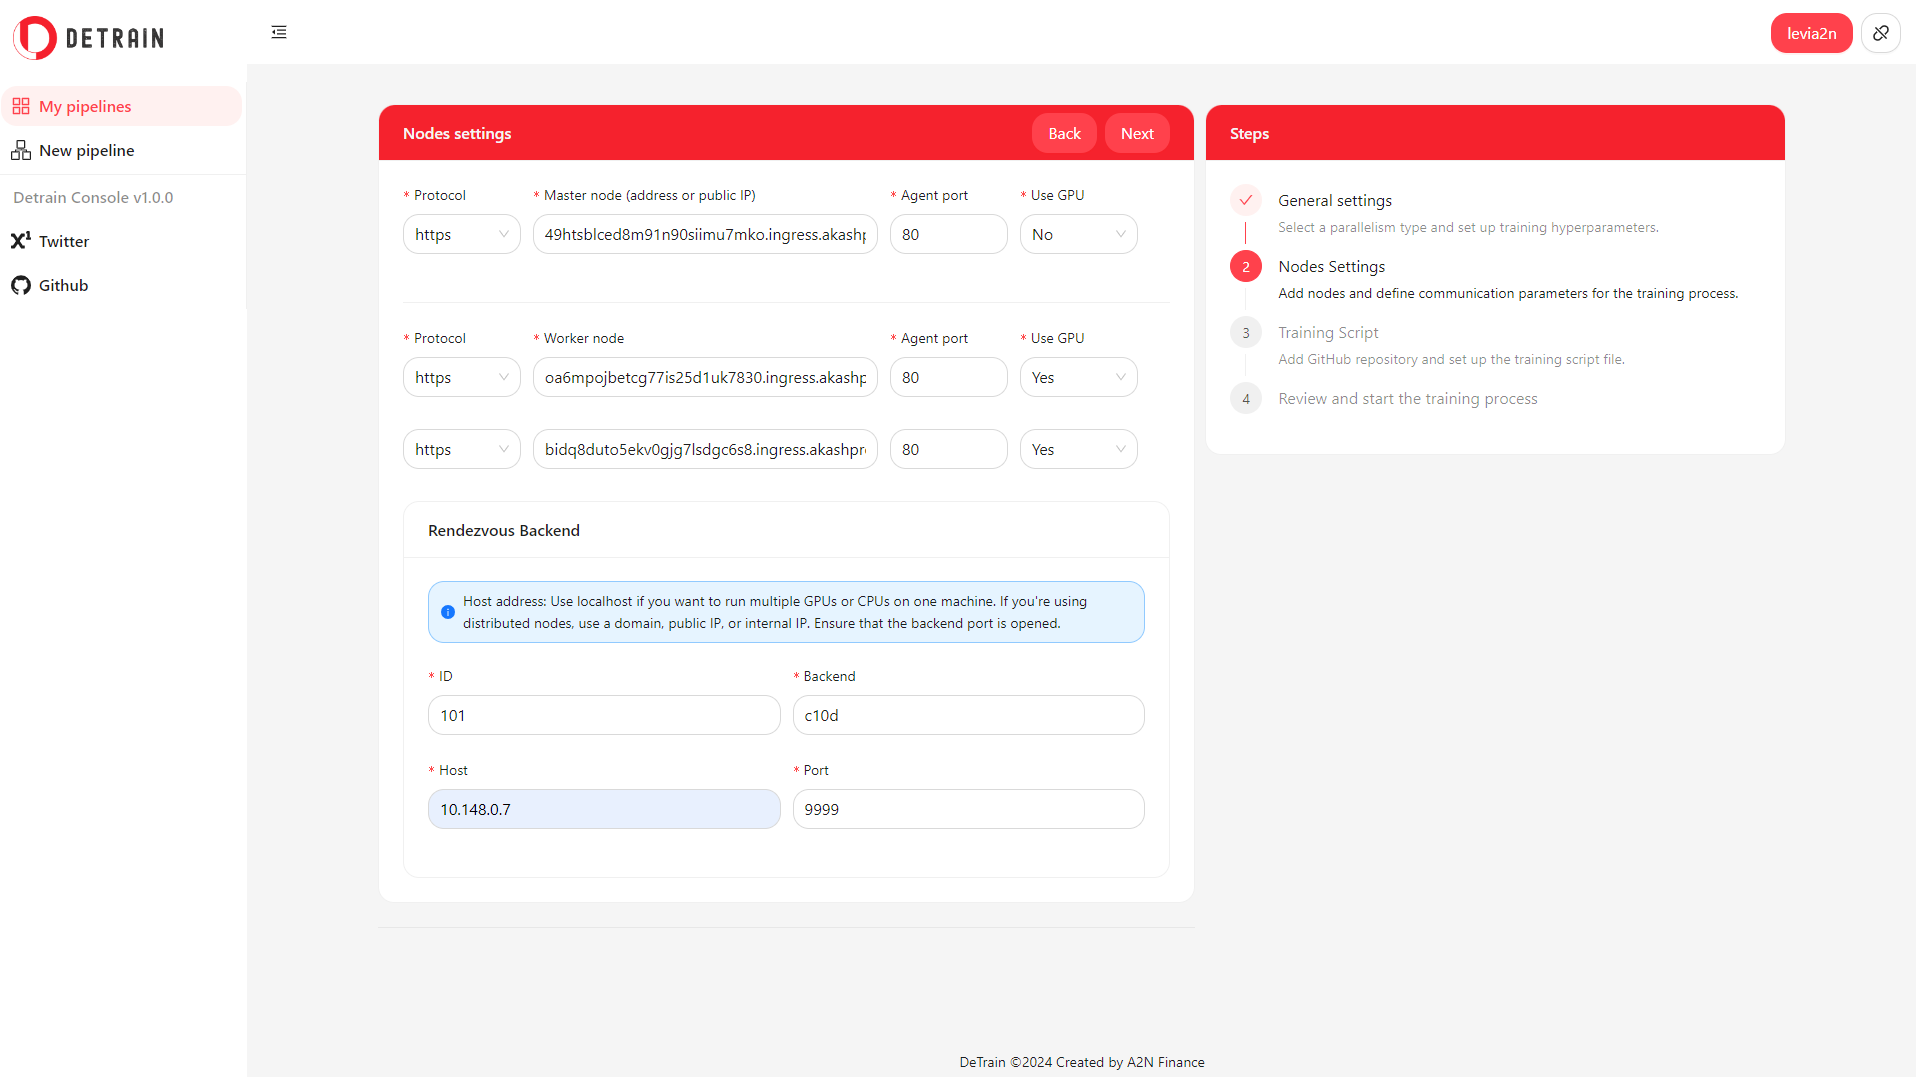 DETRAIN
levia2n
My pipelines
New pipeline
Detrain Console v1.0.0
Twitter
Github
Nodes settings
Back
Next
* Protocol
* Master node (address or public IP)
* Agent port
* Use GPU
https
49htsblced8m91n90siimu7mko.ingress.akashp
80
No
* Protocol
* Worker node
* Agent port
* Use GPU
https
oa6mpojbetcg77is25d1uk7830.ingress.akashp
80
Yes
https
bidq8duto5ekv0gjg7lsdgc6s8.ingress.akashpr
80
Yes
Rendezvous Backend
Host address: Use localhost if you want to run multiple GPUs or CPUs on one machine. If you're using
distributed nodes, use a domain, public IP, or internal IP. Ensure that the backend port is opened.
* ID
* Backend
101
c10d
* Host
* Port
10.148.0.7
9999
Steps
General settings
Select a parallelism type and set up training hyperparameters.
2
Nodes Settings
Add nodes and define communication parameters for the training process.
3
Training Script
Add GitHub repository and set up the training script file.
4
Review and start the training process
DeTrain ©2024 Created by A2N Finance